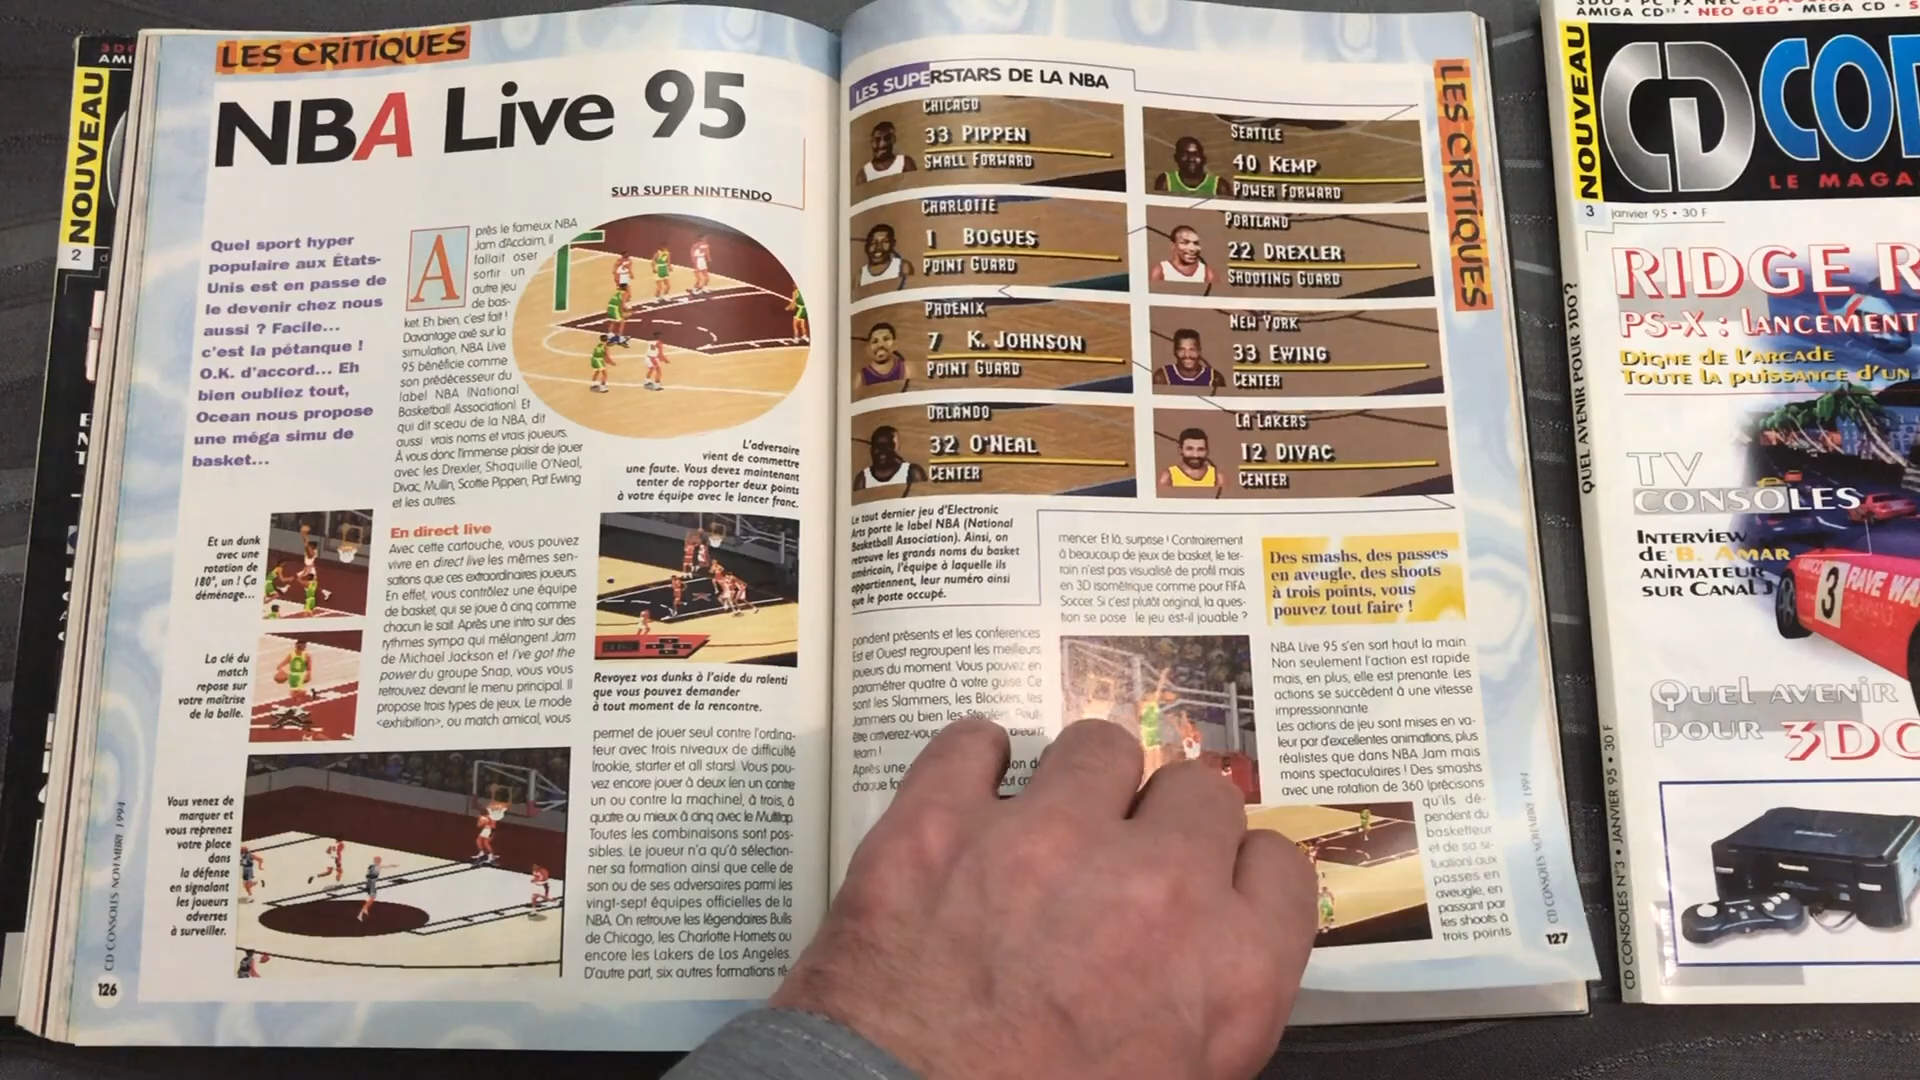 NOUVEAU
2
LES CRITIQUES
NBA Live 95
SUR SUPER NINTENDO
Quel sport hyper
populaire aux États-
Unis est en passe de
le devenir chez nous
aussi ? Facile...
c'est la pétanque !
O.K. d'accord... Eh
bien oubliez tout,
Ocean nous propose
une méga simu de
basket...
Après le fameux NBA
Jam d'Acclaim, il
fallait oser
sortir un
autre jeu
de bas-
ket. Eh bien, c'est fait !
Davantage axé sur la
simulation, NBA Live
95 bénéficie comme
son prédécesseur du
label NBA (National
Basketball Association). Et
qui dit sceau de la NBA, dit
aussi vrais noms et vrais joueurs.
À vous donc l'immense plaisir de jouer
avec les Drexler, Shaquille O'Neal,
Divac, Mullin, Scottie Pippen, Pat Ewing
et les autres.
L'adversaire
vient de commettre
une faute. Vous devez maintenant
tenter de rapporter deux points
à votre équipe avec le lancer franc.
Et un dunk
avec une
rotation de
180°, un ! Ça
déménage...
La clé du
match
repose sur
votre maîtrise
de la balle.
En direct live
Avec cette cartouche, vous pouvez
vivre en direct live les mêmes sen-
sations que ces extraordinaires joueurs.
En effet, vous contrôlez une équipe
de basket, qui se joue à cinq comme
chacun le sait. Après une intro sur des
rythmes sympa qui mélangent Jam
de Michael Jackson et I've got the
power du groupe Snap, vous vous
retrouvez devant le menu principal. Il
propose trois types de jeux. Le mode
<exhibition>, ou match amical, vous
Revoyez vos dunks à l'aide du ralenti
que vous pouvez demander
à tout moment de la rencontre.
Vous venez de
marquer et
vous reprenez
votre place
dans
la défense
en signalant
les joueurs
adverses
à surveiller.
permet de jouer seul contre l'ordina-
teur avec trois niveaux de difficulté
(rookie, starter et all stars). Vous pou-
vez encore jouer à deux (en un contre
un ou contre la machine), à trois, à
quatre ou mieux à cinq avec le Multitap.
Toutes les combinaisons sont pos-
sibles. Le joueur n'a qu'à sélection-
ner sa formation ainsi que celle de
son ou de ses adversaires parmi les
vingt-sept équipes officielles de la
NBA. On retrouve les légendaires Bulls
de Chicago, les Charlotte Hornets ou
encore les Lakers de Los Angeles.
D'autre part, six autres formations ré-
CD CONSOLES NOVEMBRE 1994
126
LES SUPERSTARS DE LA NBA
CHICAGO
33 PIPPEN
SMALL FORWARD
SEATTLE
40 KEMP
POWER FORWARD
CHARLOTTE
1 BOGUES
POINT GUARD
PORTLAND
22 DREXLER
SHOOTING GUARD
PHOENIX
7 K. JOHNSON
POINT GUARD
NEW YORK
33 EWING
CENTER
ORLANDO
32 O'NEAL
CENTER
LA LAKERS
12 DIVAC
CENTER
LES CRITIQUES
Le tout dernier jeu d'Electronic
Arts porte le label NBA (National
Basketball Association). Ainsi, on
retrouve les grands noms du basket
américain, l'équipe à laquelle ils
appartiennent, leur numéro ainsi
que le poste occupé.
pondent présents et les conférences
Est et Ouest regroupent les meilleurs
joueurs du moment. Vous pouvez en
paramétrer quatre à votre guise. Ce
sont les Slammers, les Blockers, les
Jammers ou bien les Stealers. Peut-
être arriverez-vous
team !
Après une
chaque
mencer. Et là, surprise ! Contrairement
à beaucoup de jeux de basket, le ter-
rain n'est pas visualisé de profil mais
en 3D isométrique comme pour FIFA
Soccer. Si c'est plutôt original, la ques-
tion se pose : le jeu est-il jouable ?
Des smashs, des passes
en aveugle, des shoots
à trois points, vous
pouvez tout faire !
NBA Live 95 s'en sort haut la main.
Non seulement l'action est rapide
mais, en plus, elle est prenante. Les
actions se succèdent à une vitesse
impressionnante.
Les actions de jeu sont mises en va-
leur par d'excellentes animations, plus
réalistes que dans NBA Jam mais
moins spectaculaires ! Des smashs
avec une rotation de 360 (précisons
qu'ils dé-
pendent du
basketteur
et de sa si-
tuation) aux
passes en
aveugle, en
passant par
les shoots à
trois points
CD CONSOLES NOVEMBRE 1994
127
AMIGA CD32 • NEO GEO • MEGA CD •
NOUVEAU
CD CO
LE MAGA
3 janvier 95 • 30 F
RIDGE R
PS-X : LANCEMENT
DIGNE DE L'ARCADE
TOUTE LA PUISSANCE D'UN
TV
CONSOLES
INTERVIEW
DE B. AMAR
ANIMATEUR
SUR CANAL J
3 RAVE WA
QUEL AVENIR
POUR 3DO
QUEL AVENIR POUR 3DO?
CD CONSOLES N°3 • JANVIER 95 • 30 F
Panasonic